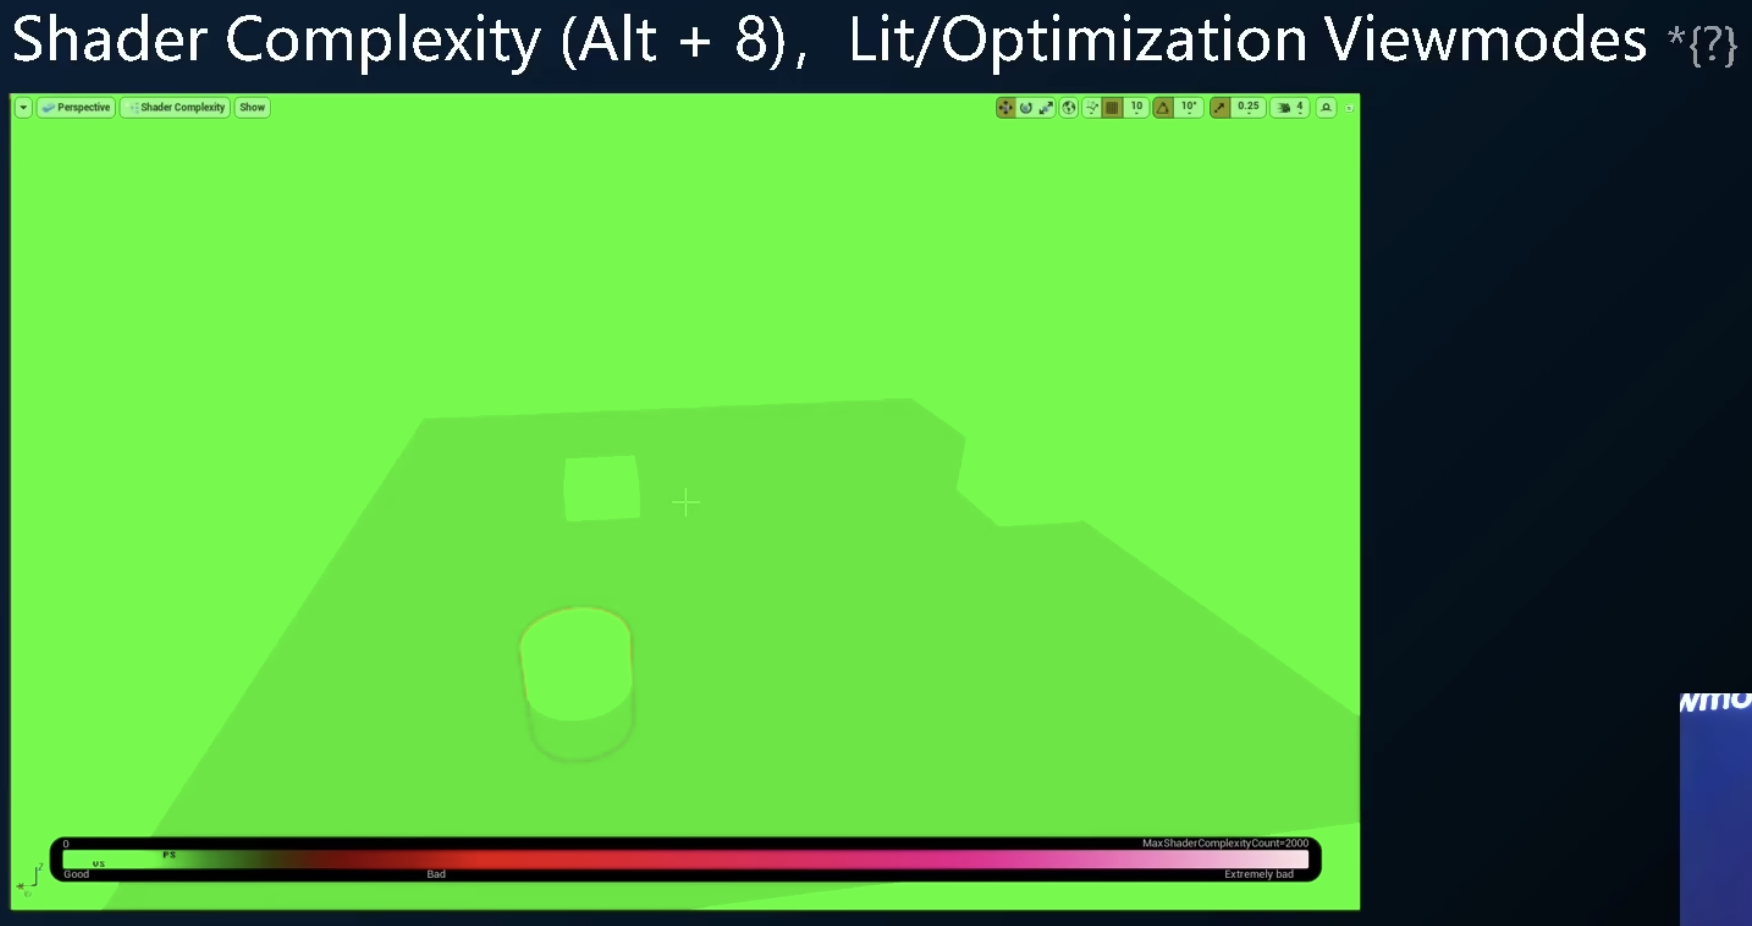 Shader Complexity (Alt + 8),  Lit/Optimization Viewmodes *{?}
Perspective Shader Complexity Show 10 10° 0.25 4
0 MaxShaderComplexityCount=2000
PS
VS
Good Bad Extremely bad
z
wmo